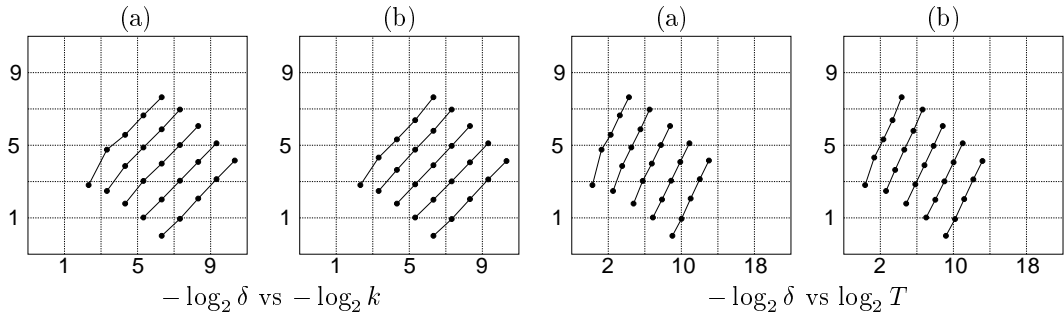 (a) (b) (a) (b)
9 9 9 9
5 5 5 5
1 1 1 1
1 5 9 1 5 9 2 10 18 2 10 18
− log₂ δ vs − log₂ k − log₂ δ vs log₂ T